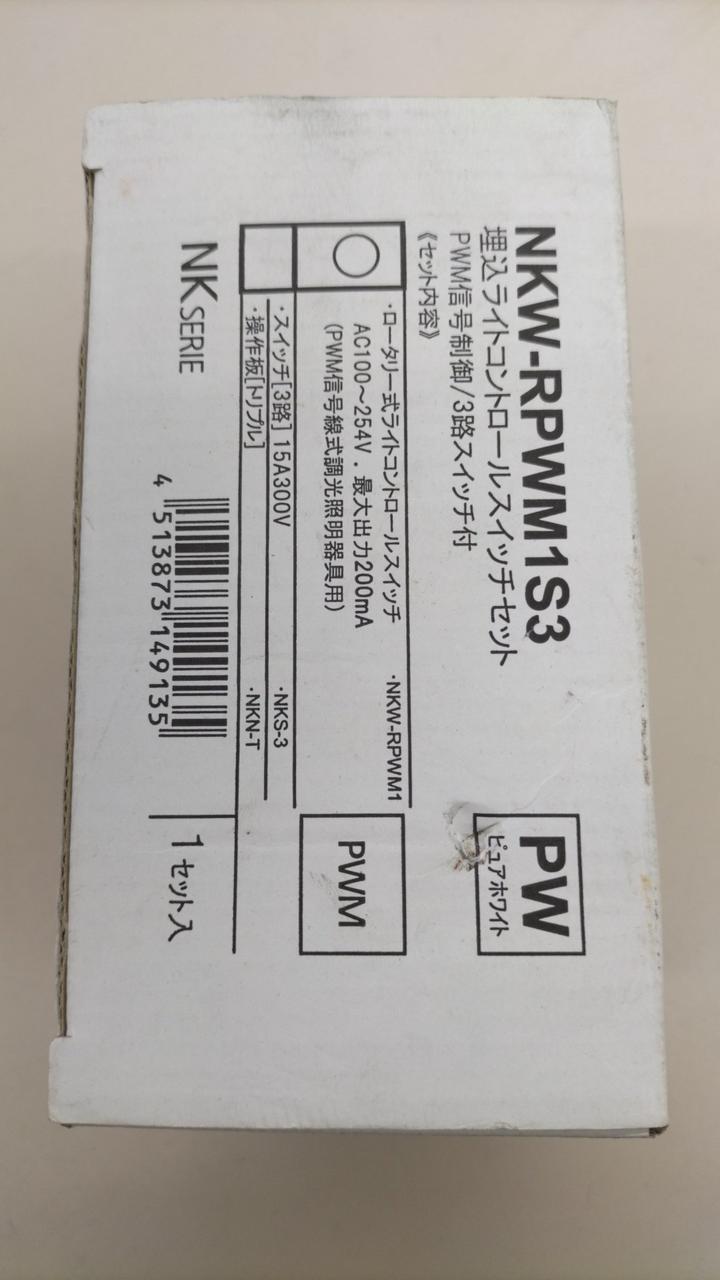 NKW-RPWM1S3
埋込ライトコントロールスイッチセット
PWM信号制御/3路スイッチ付
《セット内容》
PW
ピュアホワイト
・ロータリー式ライトコントロールスイッチ ・NKW-RPWM1
AC100〜254V．最大出力200mA
(PWM信号線式調光照明器具用)
PWM
・スイッチ[3路] 15A300V ・NKS-3
・操作板[トリプル] ・NKN-T
NK SERIE
4 513873 149135
1セット入